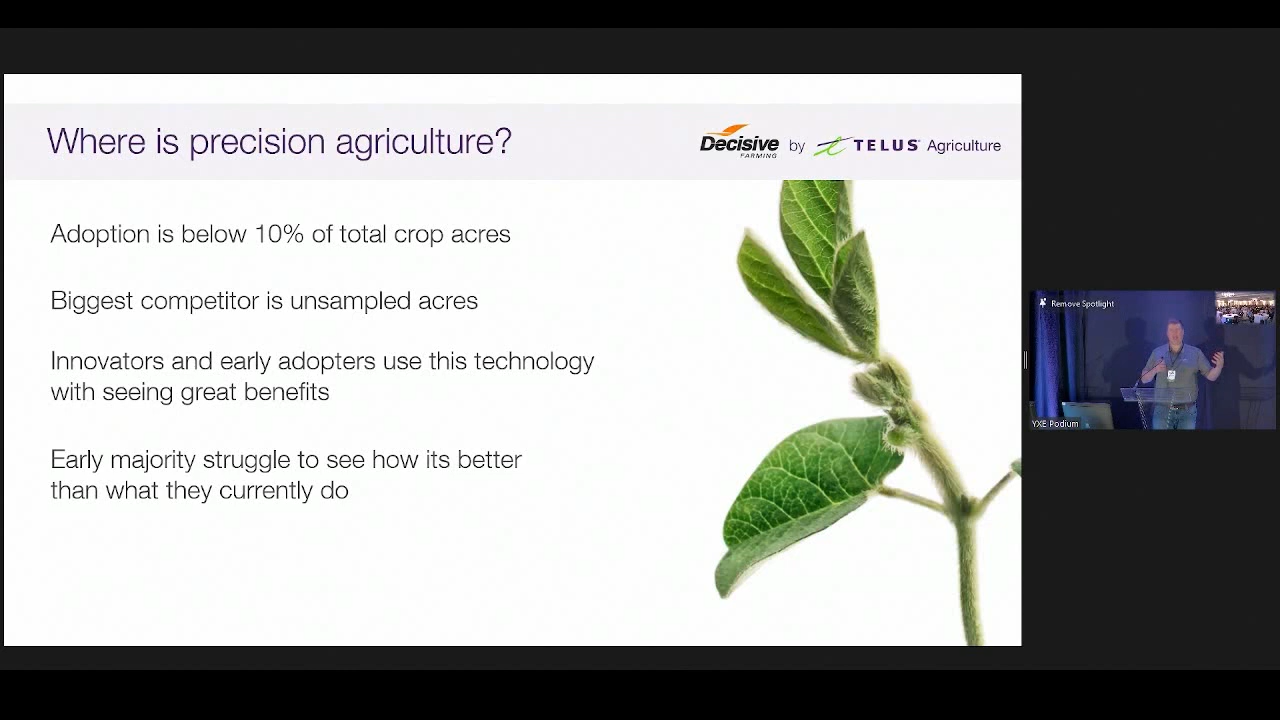 Where is precision agriculture?
Decisive FARMING by TELUS Agriculture
Adoption is below 10% of total crop acres
Biggest competitor is unsampled acres
Innovators and early adopters use this technology
with seeing great benefits
Early majority struggle to see how its better
than what they currently do
Remove Spotlight
YXE Podium